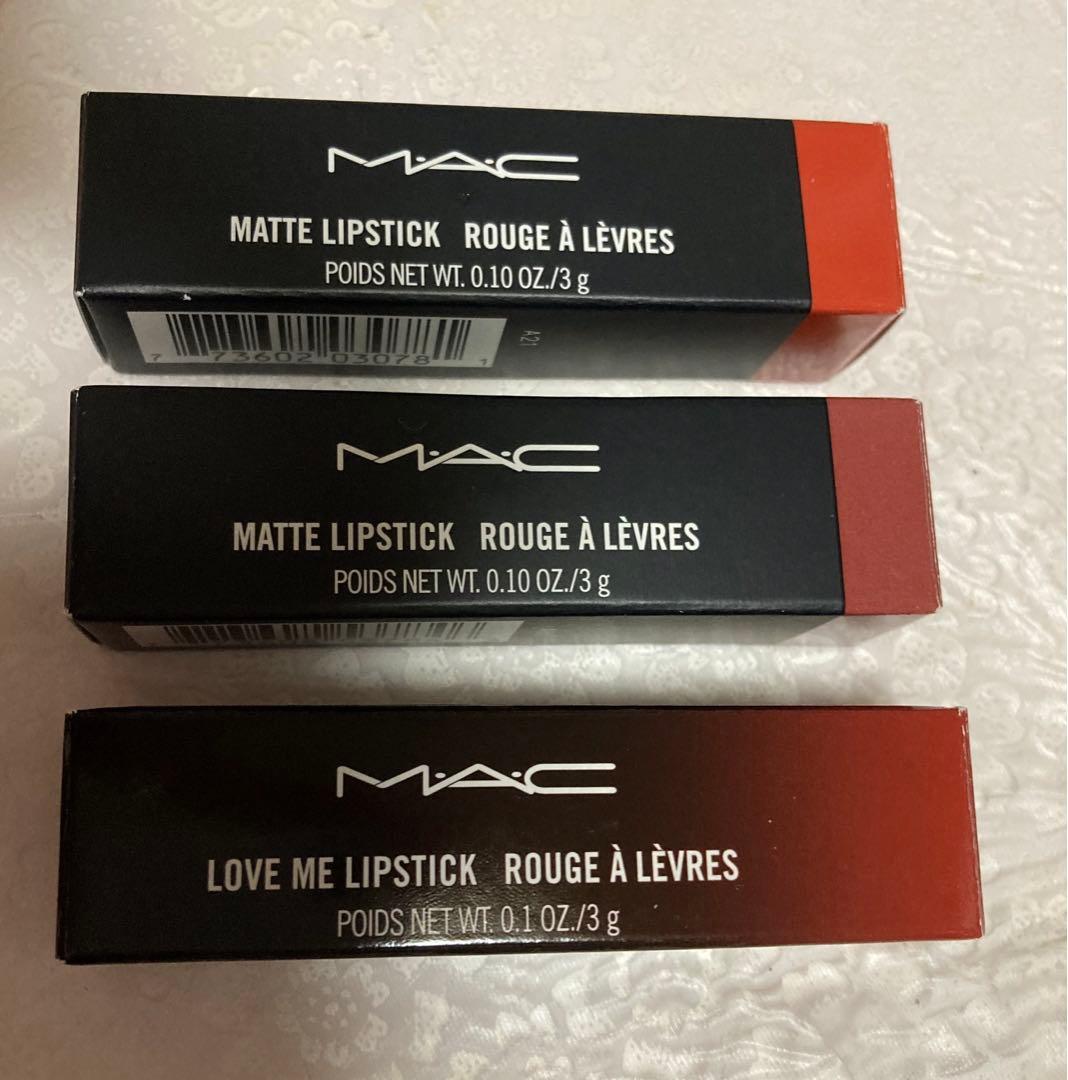 M·A·C
MATTE LIPSTICK ROUGE À LÈVRES
POIDS NET WT. 0.10 OZ./3 g
A21
7 73602 03078 1
M·A·C
MATTE LIPSTICK ROUGE À LÈVRES
POIDS NET WT. 0.10 OZ./3 g
M·A·C
LOVE ME LIPSTICK ROUGE À LÈVRES
POIDS NET WT. 0.1 OZ./3 g